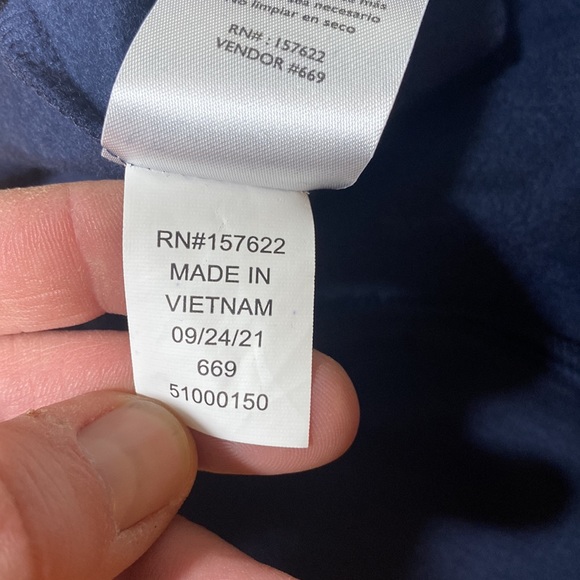 más
sea necesario
No limpiar en seco
RN# : 157622
VENDOR #669
RN#157622
MADE IN
VIETNAM
09/24/21
669
51000150